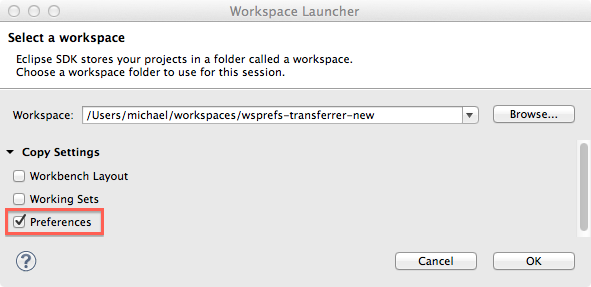 Workspace Launcher
Select a workspace
Eclipse SDK stores your projects in a folder called a workspace.
Choose a workspace folder to use for this session.
Workspace: /Users/michael/workspaces/wsprefs-transferrer-new Browse...
Copy Settings
Workbench Layout
Working Sets
Preferences
? Cancel OK